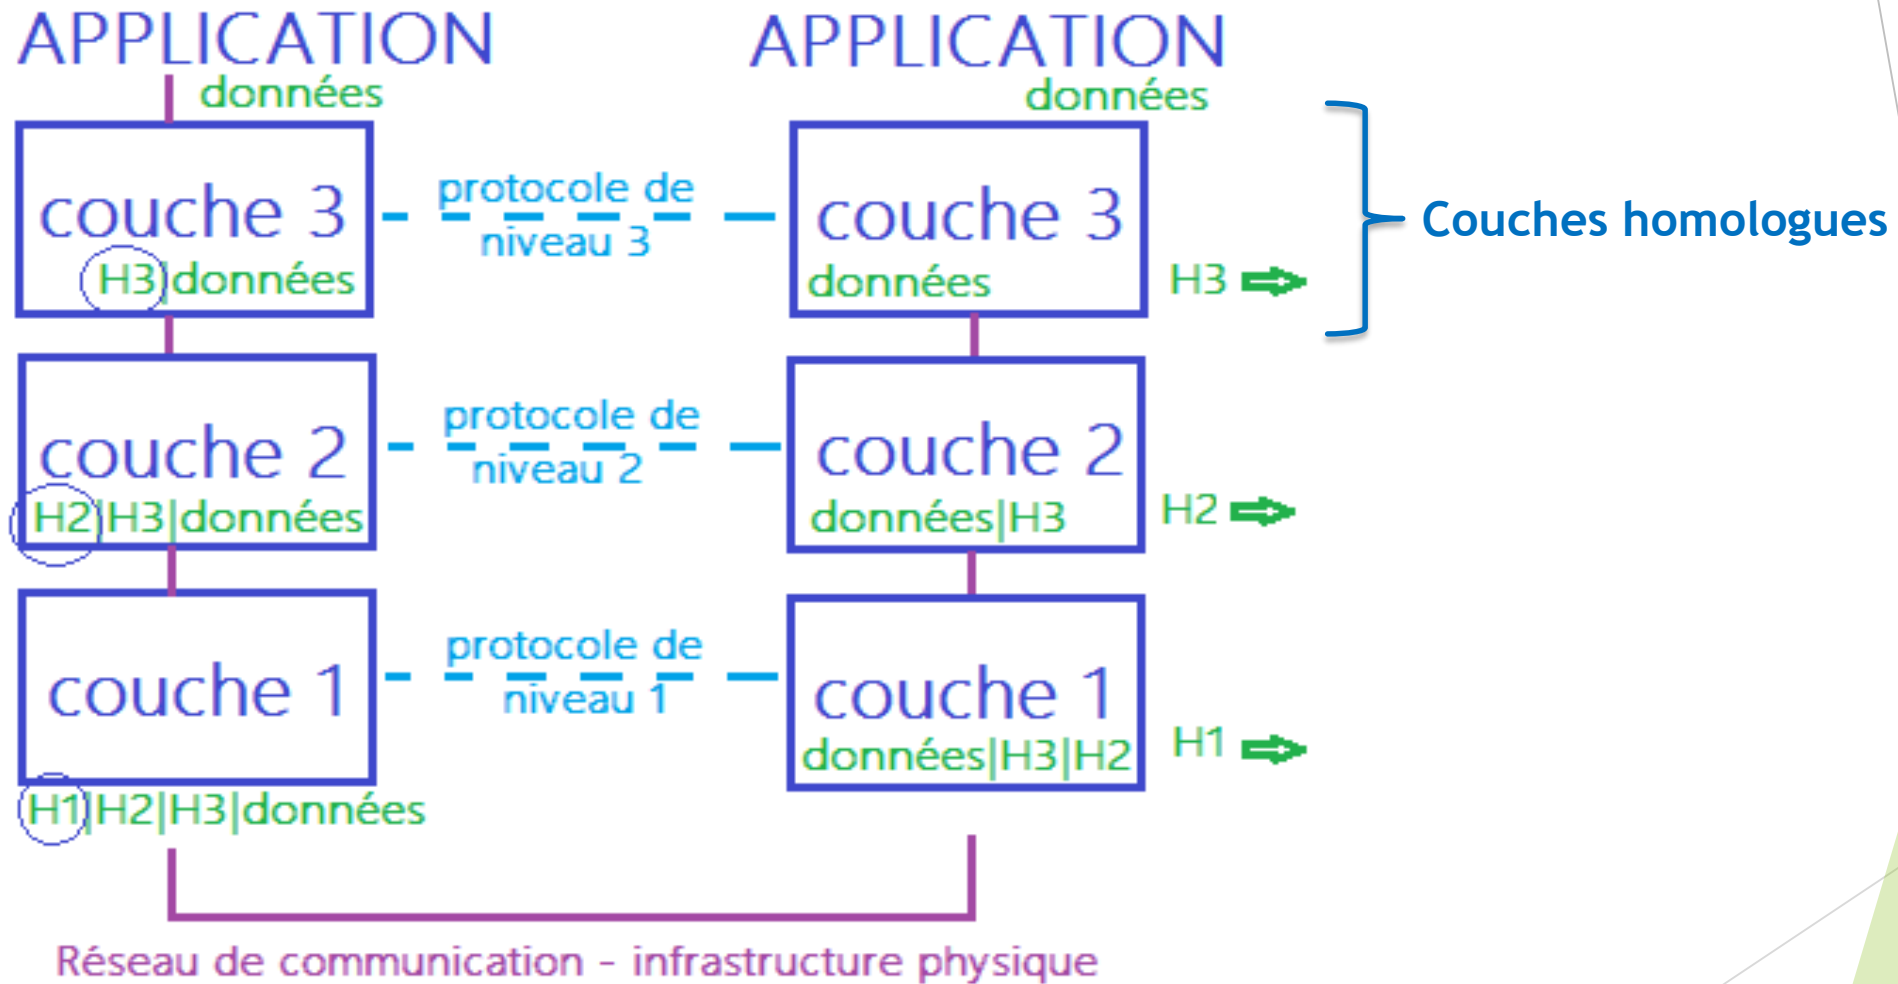 APPLICATION
données
couche 3
H3|données
protocole de
niveau 3
APPLICATION
données
couche 3
données
H3
Couches homologues
couche 2
H2|H3|données
protocole de
niveau 2
couche 2
données|H3
H2
couche 1
H1|H2|H3|données
protocole de
niveau 1
couche 1
données|H3|H2
H1
Réseau de communication - infrastructure physique